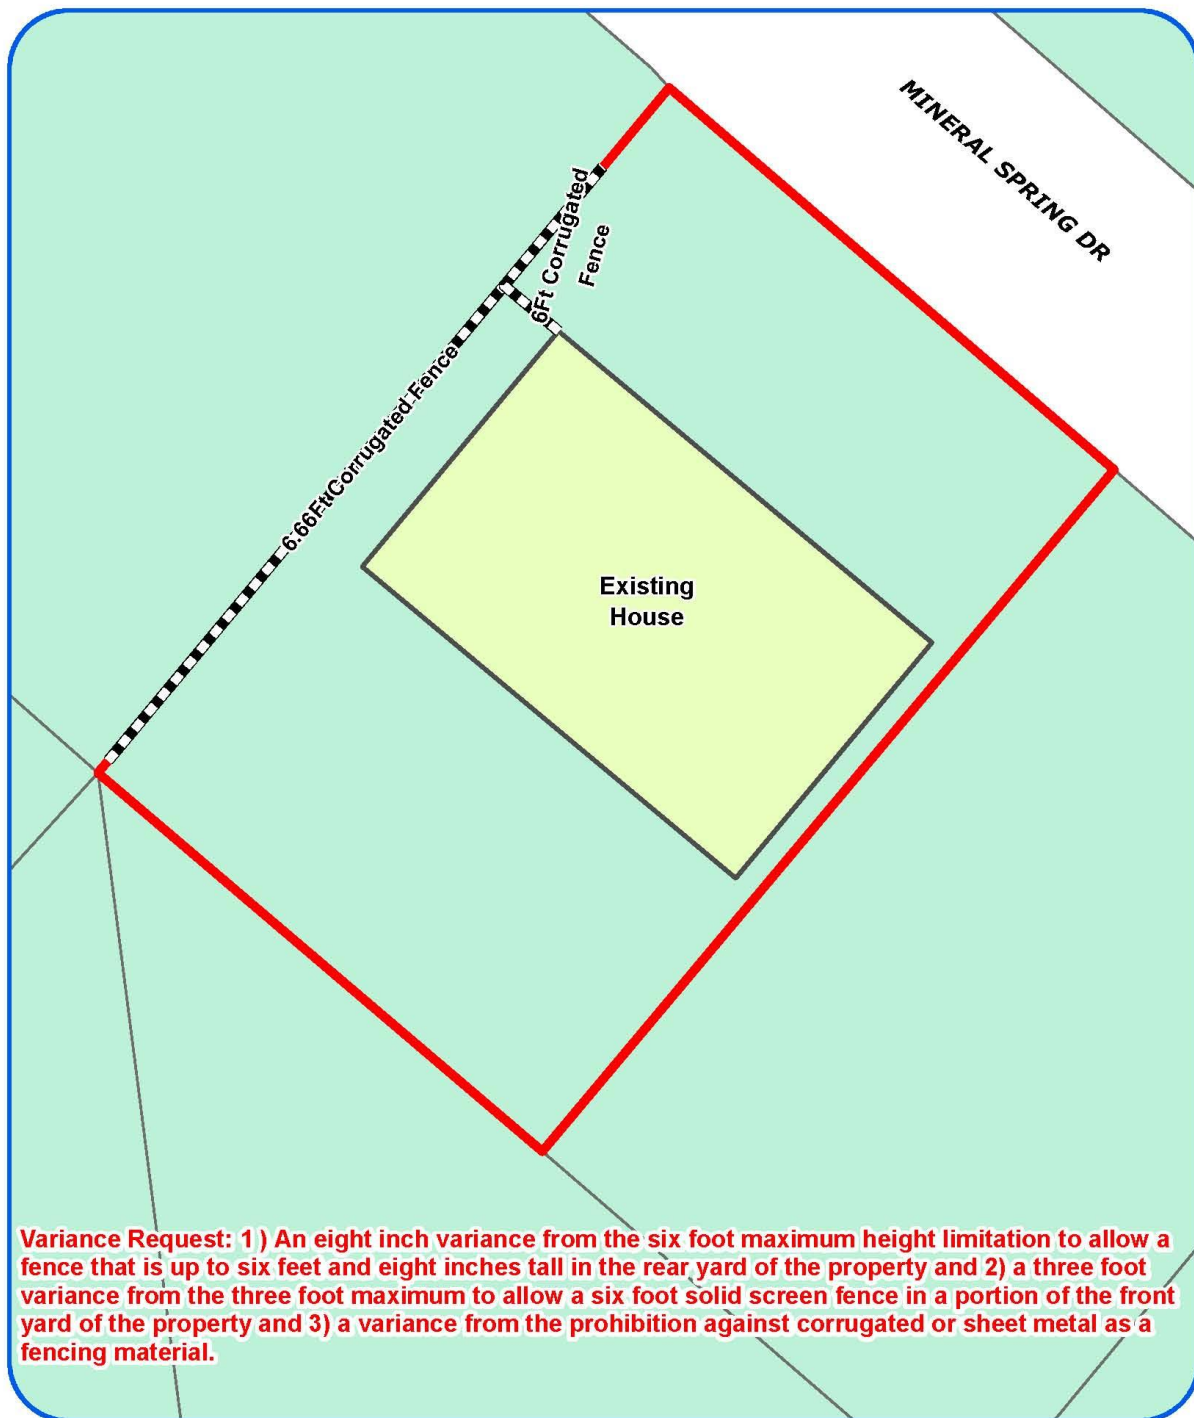 MINERAL SPRING DR
6Ft Corrugated
Fence
6.66Ft Corrugated Fence
Existing
House
Variance Request: 1) An eight inch variance from the six foot maximum height limitation to allow a
fence that is up to six feet and eight inches tall in the rear yard of the property and 2) a three foot
variance from the three foot maximum to allow a six foot solid screen fence in a portion of the front
yard of the property and 3) a variance from the prohibition against corrugated or sheet metal as a
fencing material.